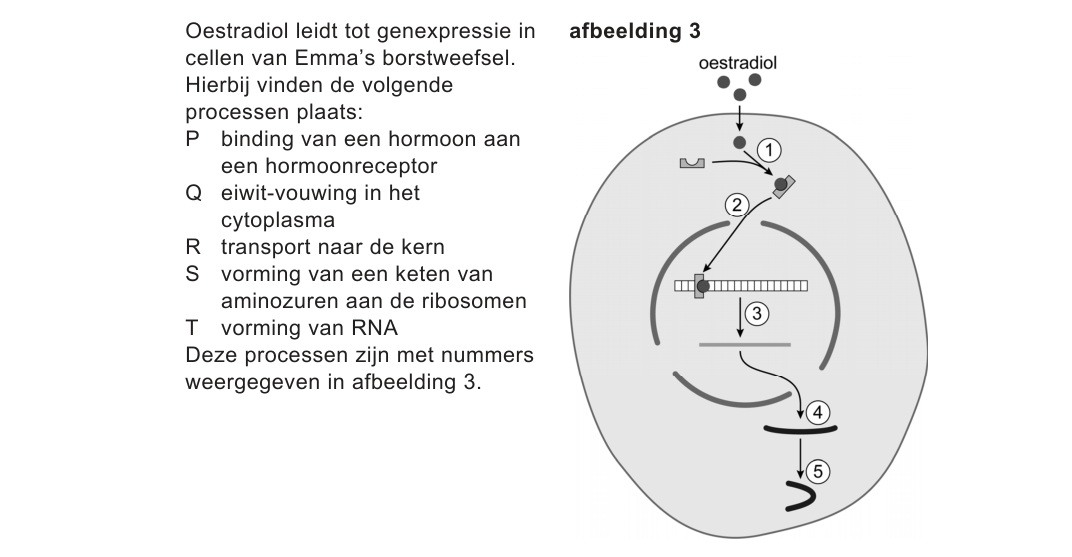 Oestradiol leidt tot genexpressie in
cellen van Emma's borstweefsel.
Hierbij vinden de volgende
processen plaats:
P binding van een hormoon aan
een hormoonreceptor
Q eiwit-vouwing in het
cytoplasma
R transport naar de kern
S vorming van een keten van
aminozuren aan de ribosomen
T vorming van RNA
Deze processen zijn met nummers
weergegeven in afbeelding 3.
afbeelding 3
oestradiol
1
2
3
4
5